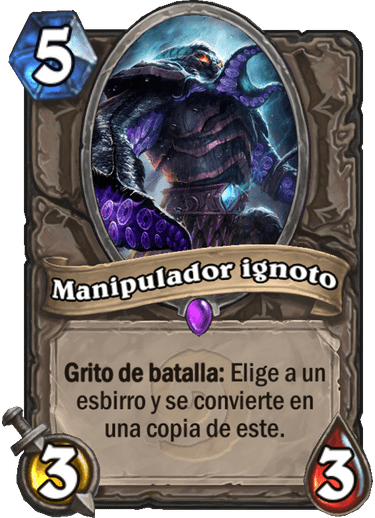 5
Manipulador ignoto
Grito de batalla: Elige a un
esbirro y se convierte en
una copia de este.
3
3